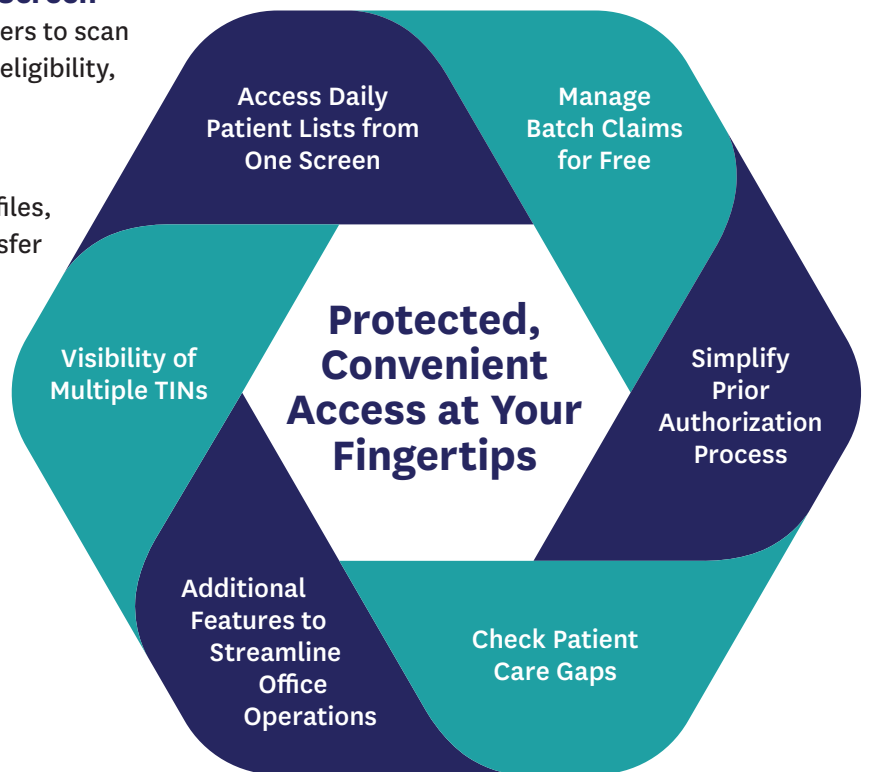 ers to scan
eligibility,
files,
sfer
Access Daily
Patient Lists from
One Screen
Manage
Batch Claims
for Free
Visibility of
Multiple TINs
Protected,
Convenient
Access at Your
Fingertips
Simplify
Prior
Authorization
Process
Additional
Features to
Streamline
Office
Operations
Check Patient
Care Gaps